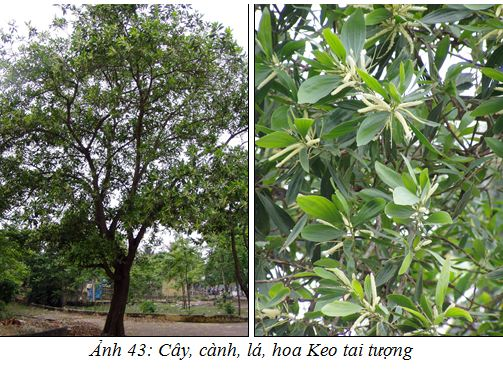 Ảnh 43: Cây, cành, lá, hoa Keo tai tượng